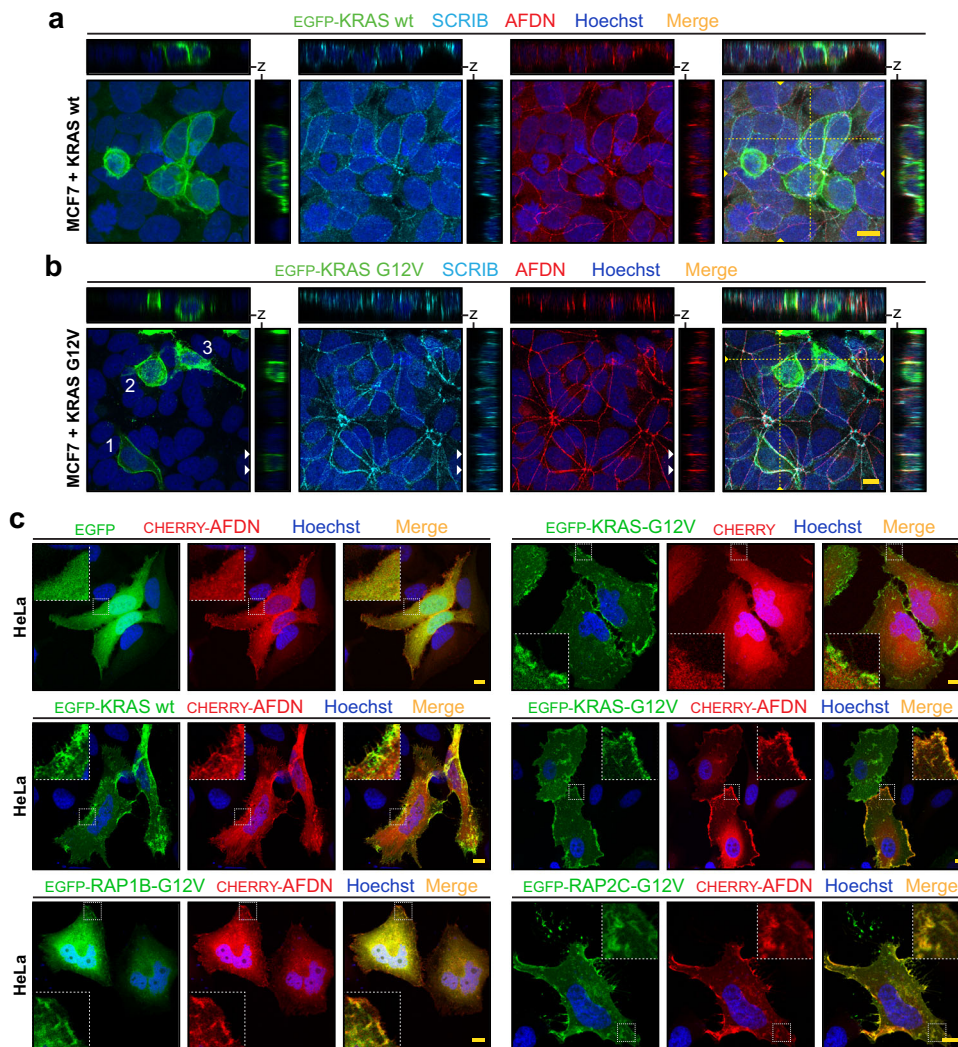 a
EGFP-KRAS wt SCRIB AFDN Hoechst Merge
z z z z
MCF7 + KRAS wt
b
EGFP-KRAS G12V SCRIB AFDN Hoechst Merge
z z z z
MCF7 + KRAS G12V
3
2
1
c
EGFP CHERRY-AFDN Hoechst Merge
EGFP-KRAS-G12V CHERRY Hoechst Merge
HeLa
EGFP-KRAS wt CHERRY-AFDN Hoechst Merge
EGFP-KRAS-G12V CHERRY-AFDN Hoechst Merge
HeLa
EGFP-RAP1B-G12V CHERRY-AFDN Hoechst Merge
EGFP-RAP2C-G12V CHERRY-AFDN Hoechst Merge
HeLa